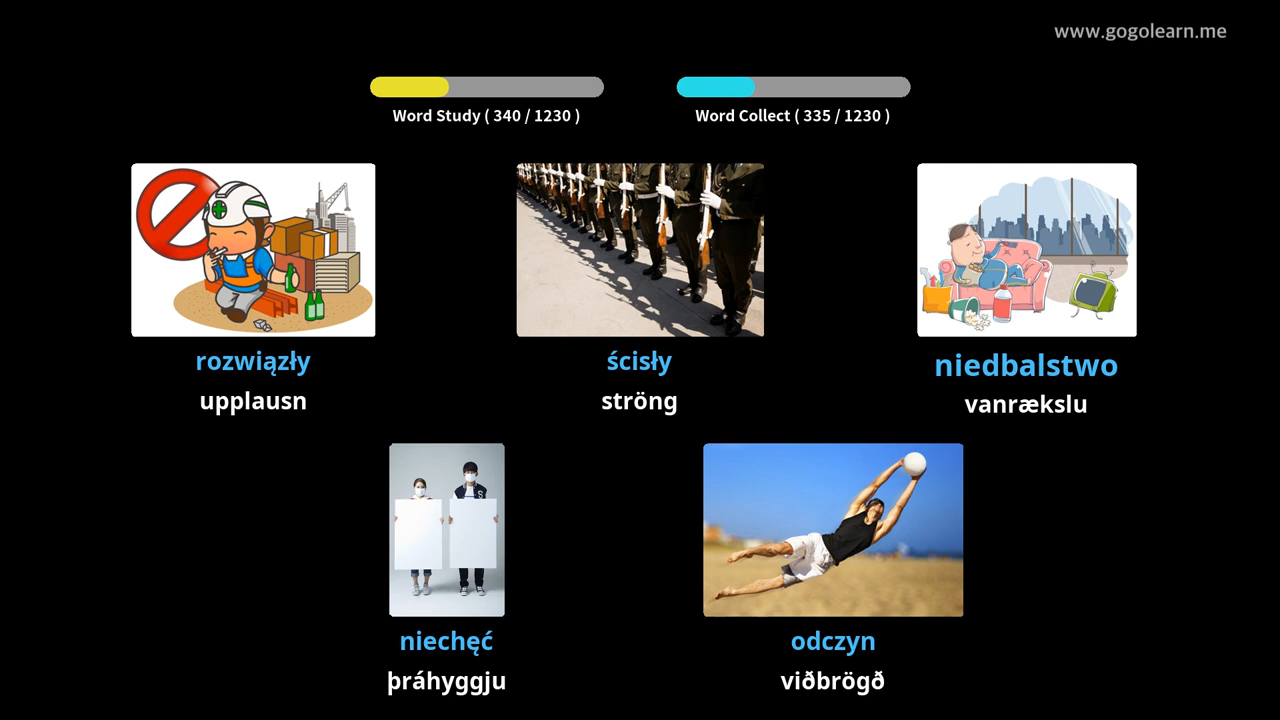 www.gogolearn.me
Word Study ( 340 / 1230 )
Word Collect ( 335 / 1230 )
rozwiązły
upplausn
ścisły
ströng
niedbalstwo
vanrækslu
niechęć
þráhyggju
odczyn
viðbrögð